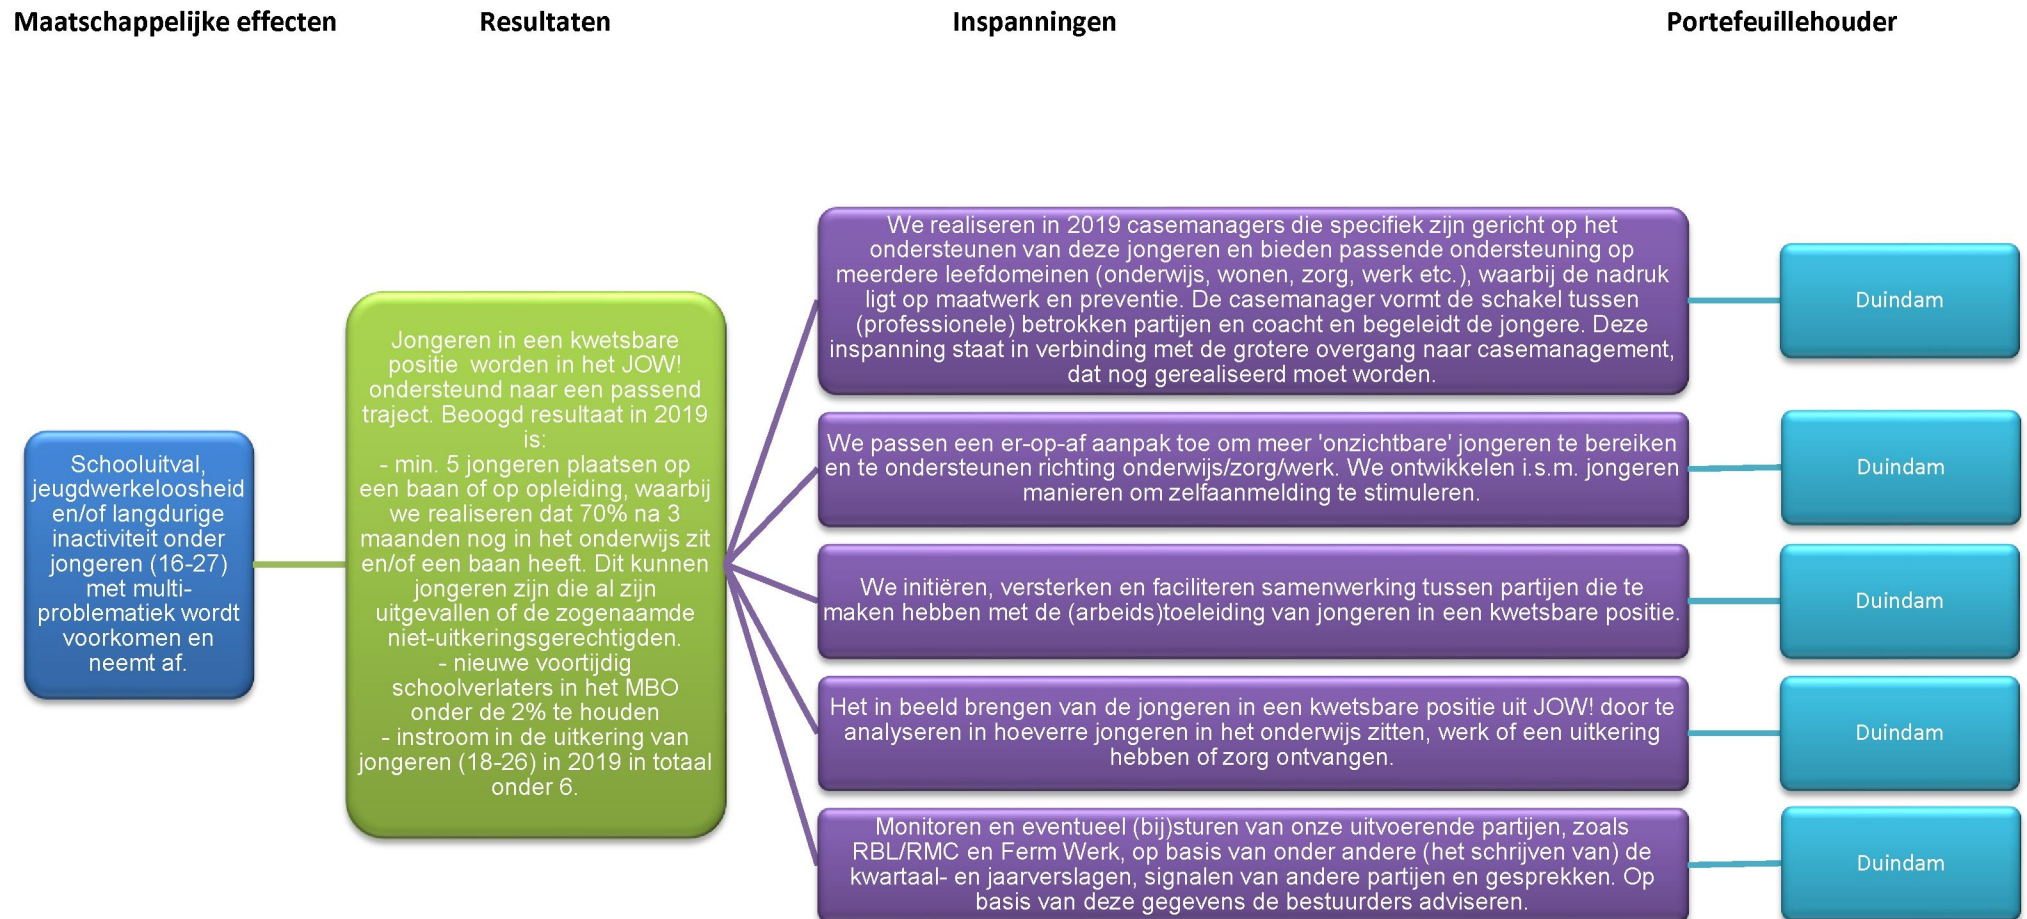 Maatschappelijke effecten
Resultaten
Inspanningen
Portefeuillehouder
Schooluitval,
jeugdwerkeloosheid
en/of langdurige
inactiviteit onder
jongeren (16-27)
met multi-
problematiek wordt
voorkomen en
neemt af.
Jongeren in een kwetsbare
positie  worden in het JOW!
ondersteund naar een passend
traject. Beoogd resultaat in 2019
is:
- min. 5 jongeren plaatsen op
een baan of op opleiding, waarbij
we realiseren dat 70% na 3
maanden nog in het onderwijs zit
en/of een baan heeft. Dit kunnen
jongeren zijn die al zijn
uitgevallen of de zogenaamde
niet-uitkeringsgerechtigden.
- nieuwe voortijdig
schoolverlaters in het MBO
onder de 2% te houden
- instroom in de uitkering van
jongeren (18-26) in 2019 in totaal
onder 6.
We realiseren in 2019 casemanagers die specifiek zijn gericht op het
ondersteunen van deze jongeren en bieden passende ondersteuning op
meerdere leefdomeinen (onderwijs, wonen, zorg, werk etc.), waarbij de nadruk
ligt op maatwerk en preventie. De casemanager vormt de schakel tussen
(professionele) betrokken partijen en coacht en begeleidt de jongere. Deze
inspanning staat in verbinding met de grotere overgang naar casemanagement,
dat nog gerealiseerd moet worden.
Duindam
We passen een er-op-af aanpak toe om meer 'onzichtbare' jongeren te bereiken
en te ondersteunen richting onderwijs/zorg/werk. We ontwikkelen i.s.m. jongeren
manieren om zelfaanmelding te stimuleren.
Duindam
We initiëren, versterken en faciliteren samenwerking tussen partijen die te
maken hebben met de (arbeids)toeleiding van jongeren in een kwetsbare positie.
Duindam
Het in beeld brengen van de jongeren in een kwetsbare positie uit JOW! door te
analyseren in hoeverre jongeren in het onderwijs zitten, werk of een uitkering
hebben of zorg ontvangen.
Duindam
Monitoren en eventueel (bij)sturen van onze uitvoerende partijen, zoals
RBL/RMC en Ferm Werk, op basis van onder andere (het schrijven van) de
kwartaal- en jaarverslagen, signalen van andere partijen en gesprekken. Op
basis van deze gegevens de bestuurders adviseren.
Duindam